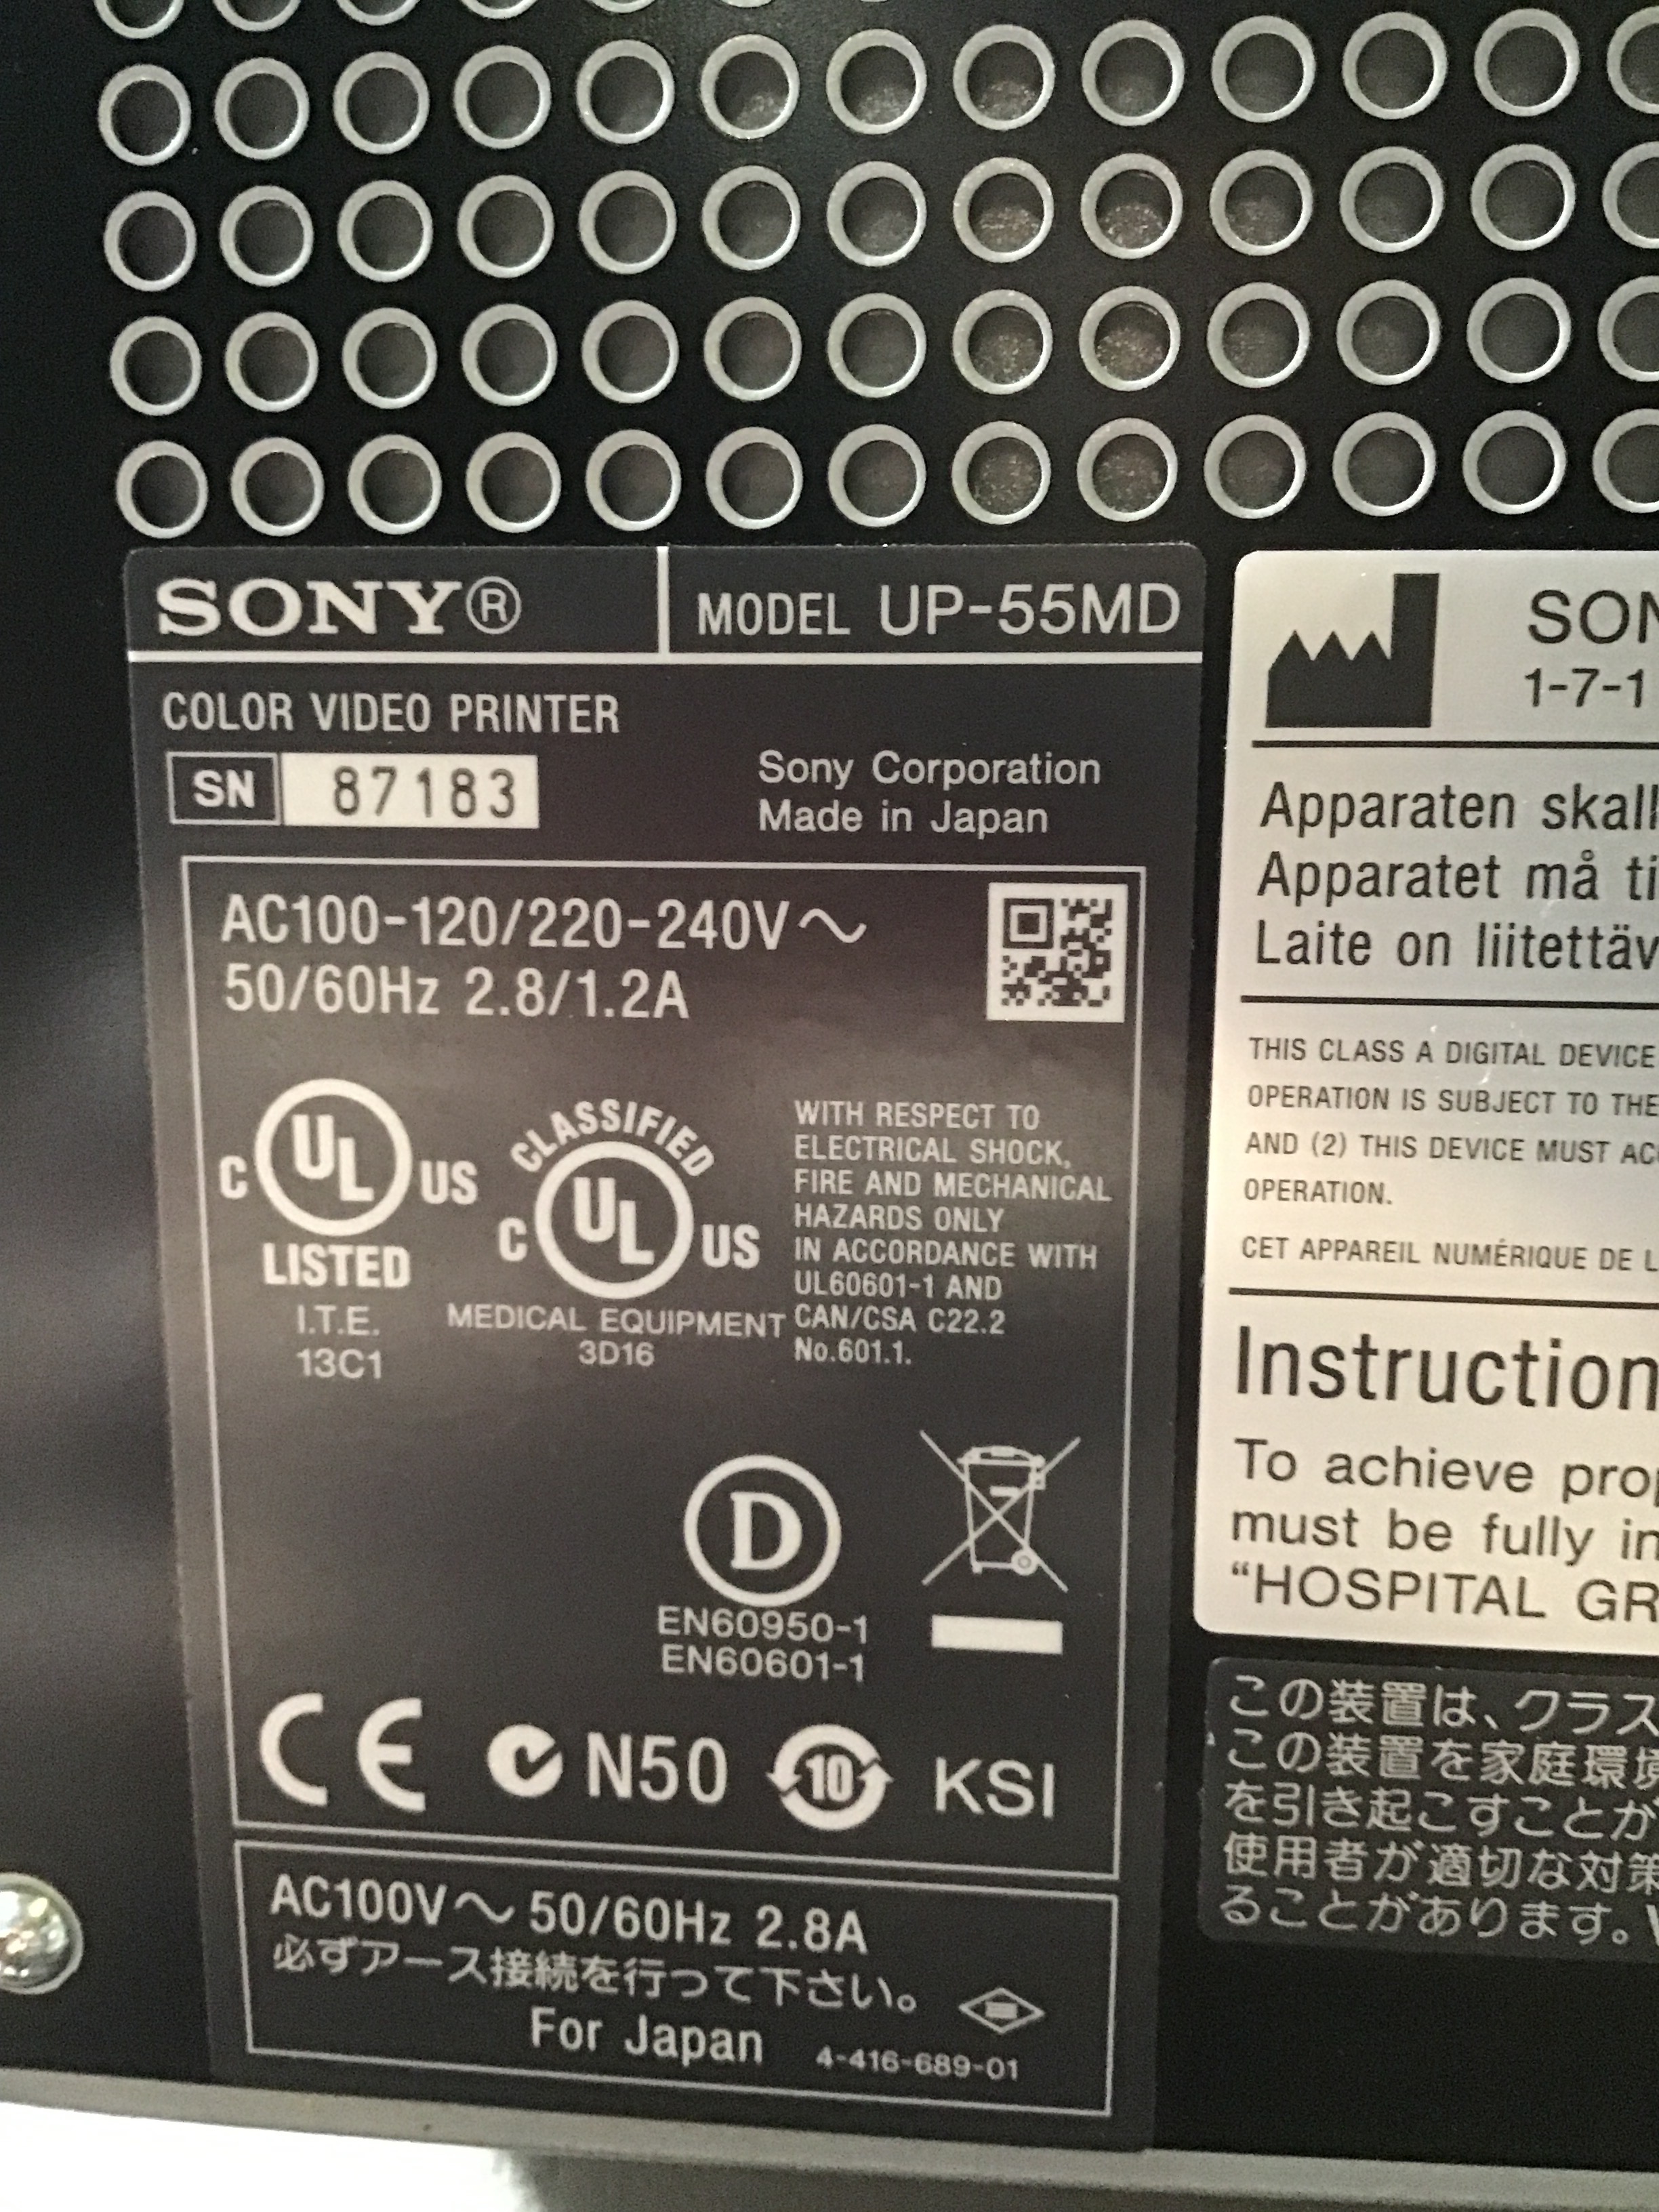 SONY®
MODEL UP-55MD
COLOR VIDEO PRINTER
SN 87183
Sony Corporation
Made in Japan
AC100-120/220-240V～
50/60Hz 2.8/1.2A
C UL US
LISTED
I.T.E.
13C1
CLASSIFIED
C UL US
MEDICAL EQUIPMENT
3D16
WITH RESPECT TO
ELECTRICAL SHOCK,
FIRE AND MECHANICAL
HAZARDS ONLY
IN ACCORDANCE WITH
UL60601-1 AND
CAN/CSA C22.2
No.601.1.
D
EN60950-1
EN60601-1
CE N50 10 KSI
AC100V～ 50/60Hz 2.8A
必ずアース接続を行って下さい。
For Japan 4-416-689-01
SON
1-7-1
Apparaten skall
Apparatet må ti
Laite on liitettäv
THIS CLASS A DIGITAL DEVICE
OPERATION IS SUBJECT TO THE
AND (2) THIS DEVICE MUST AC
OPERATION.
CET APPAREIL NUMÉRIQUE DE L
Instruction
To achieve prop
must be fully in
“HOSPITAL GR
この装置は、クラス
この装置を家庭環境
を引き起こすことが
使用者が適切な対策
ることがあります。V